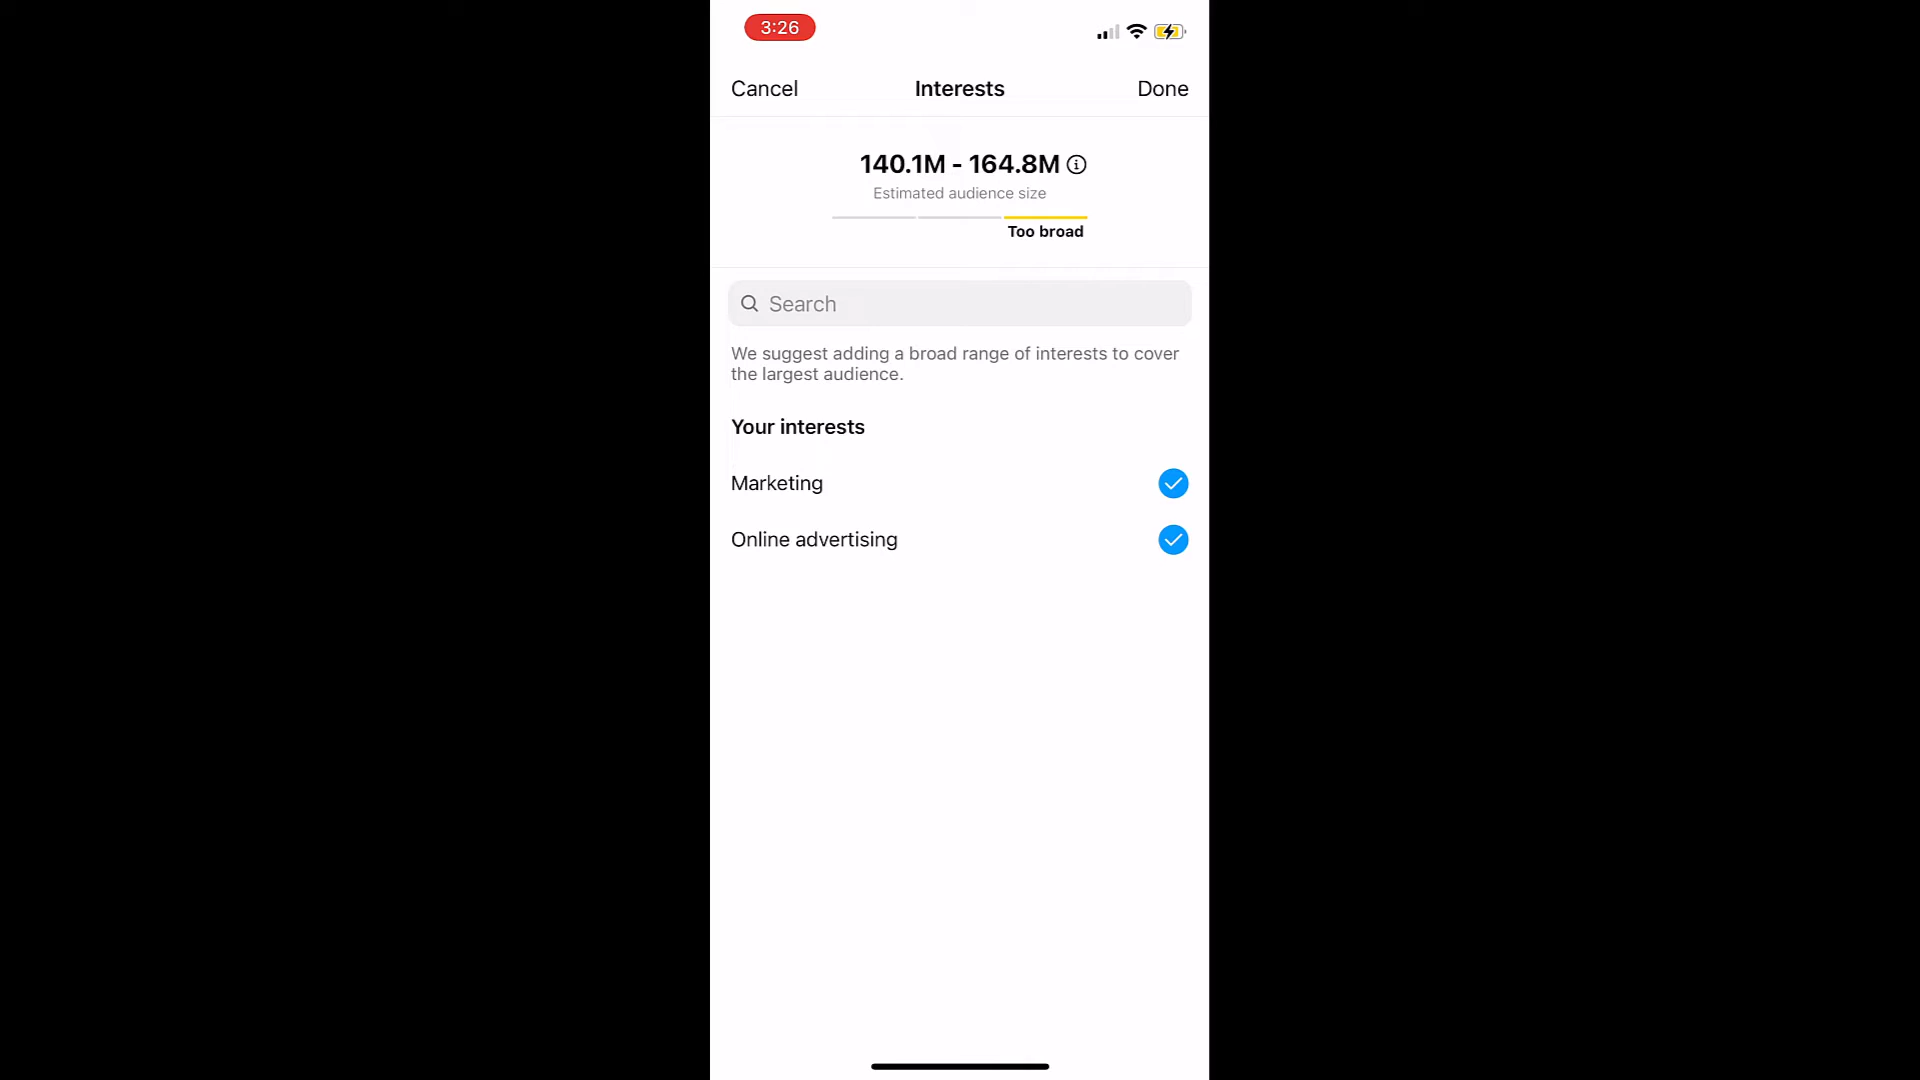 3:26
Cancel Interests Done
140.1M - 164.8M
Estimated audience size
Too broad
Search
We suggest adding a broad range of interests to cover
the largest audience.
Your interests
Marketing
Online advertising